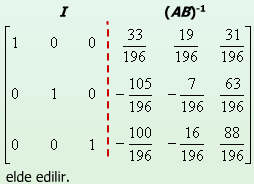 I (AB)⁻¹
1 0 0 33/196 19/196 31/196
0 1 0 -105/196 -7/196 63/196
0 0 1 -100/196 -16/196 88/196
elde edilir.